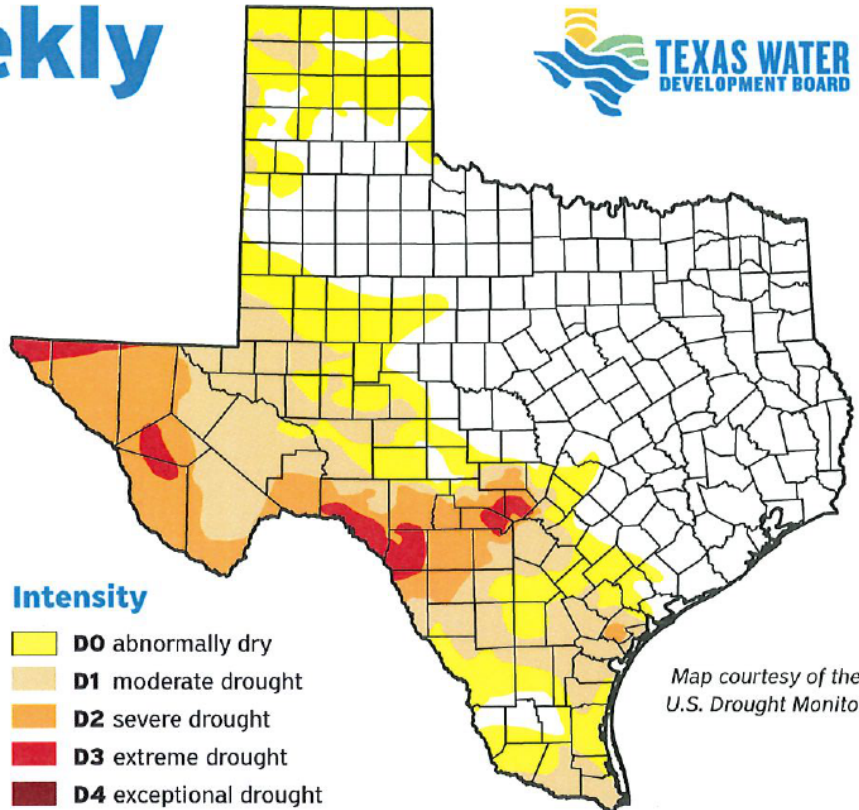 ekly
TEXAS WATER
DEVELOPMENT BOARD
Intensity
D0 abnormally dry
D1 moderate drought
D2 severe drought
D3 extreme drought
D4 exceptional drought
Map courtesy of the
U.S. Drought Monito